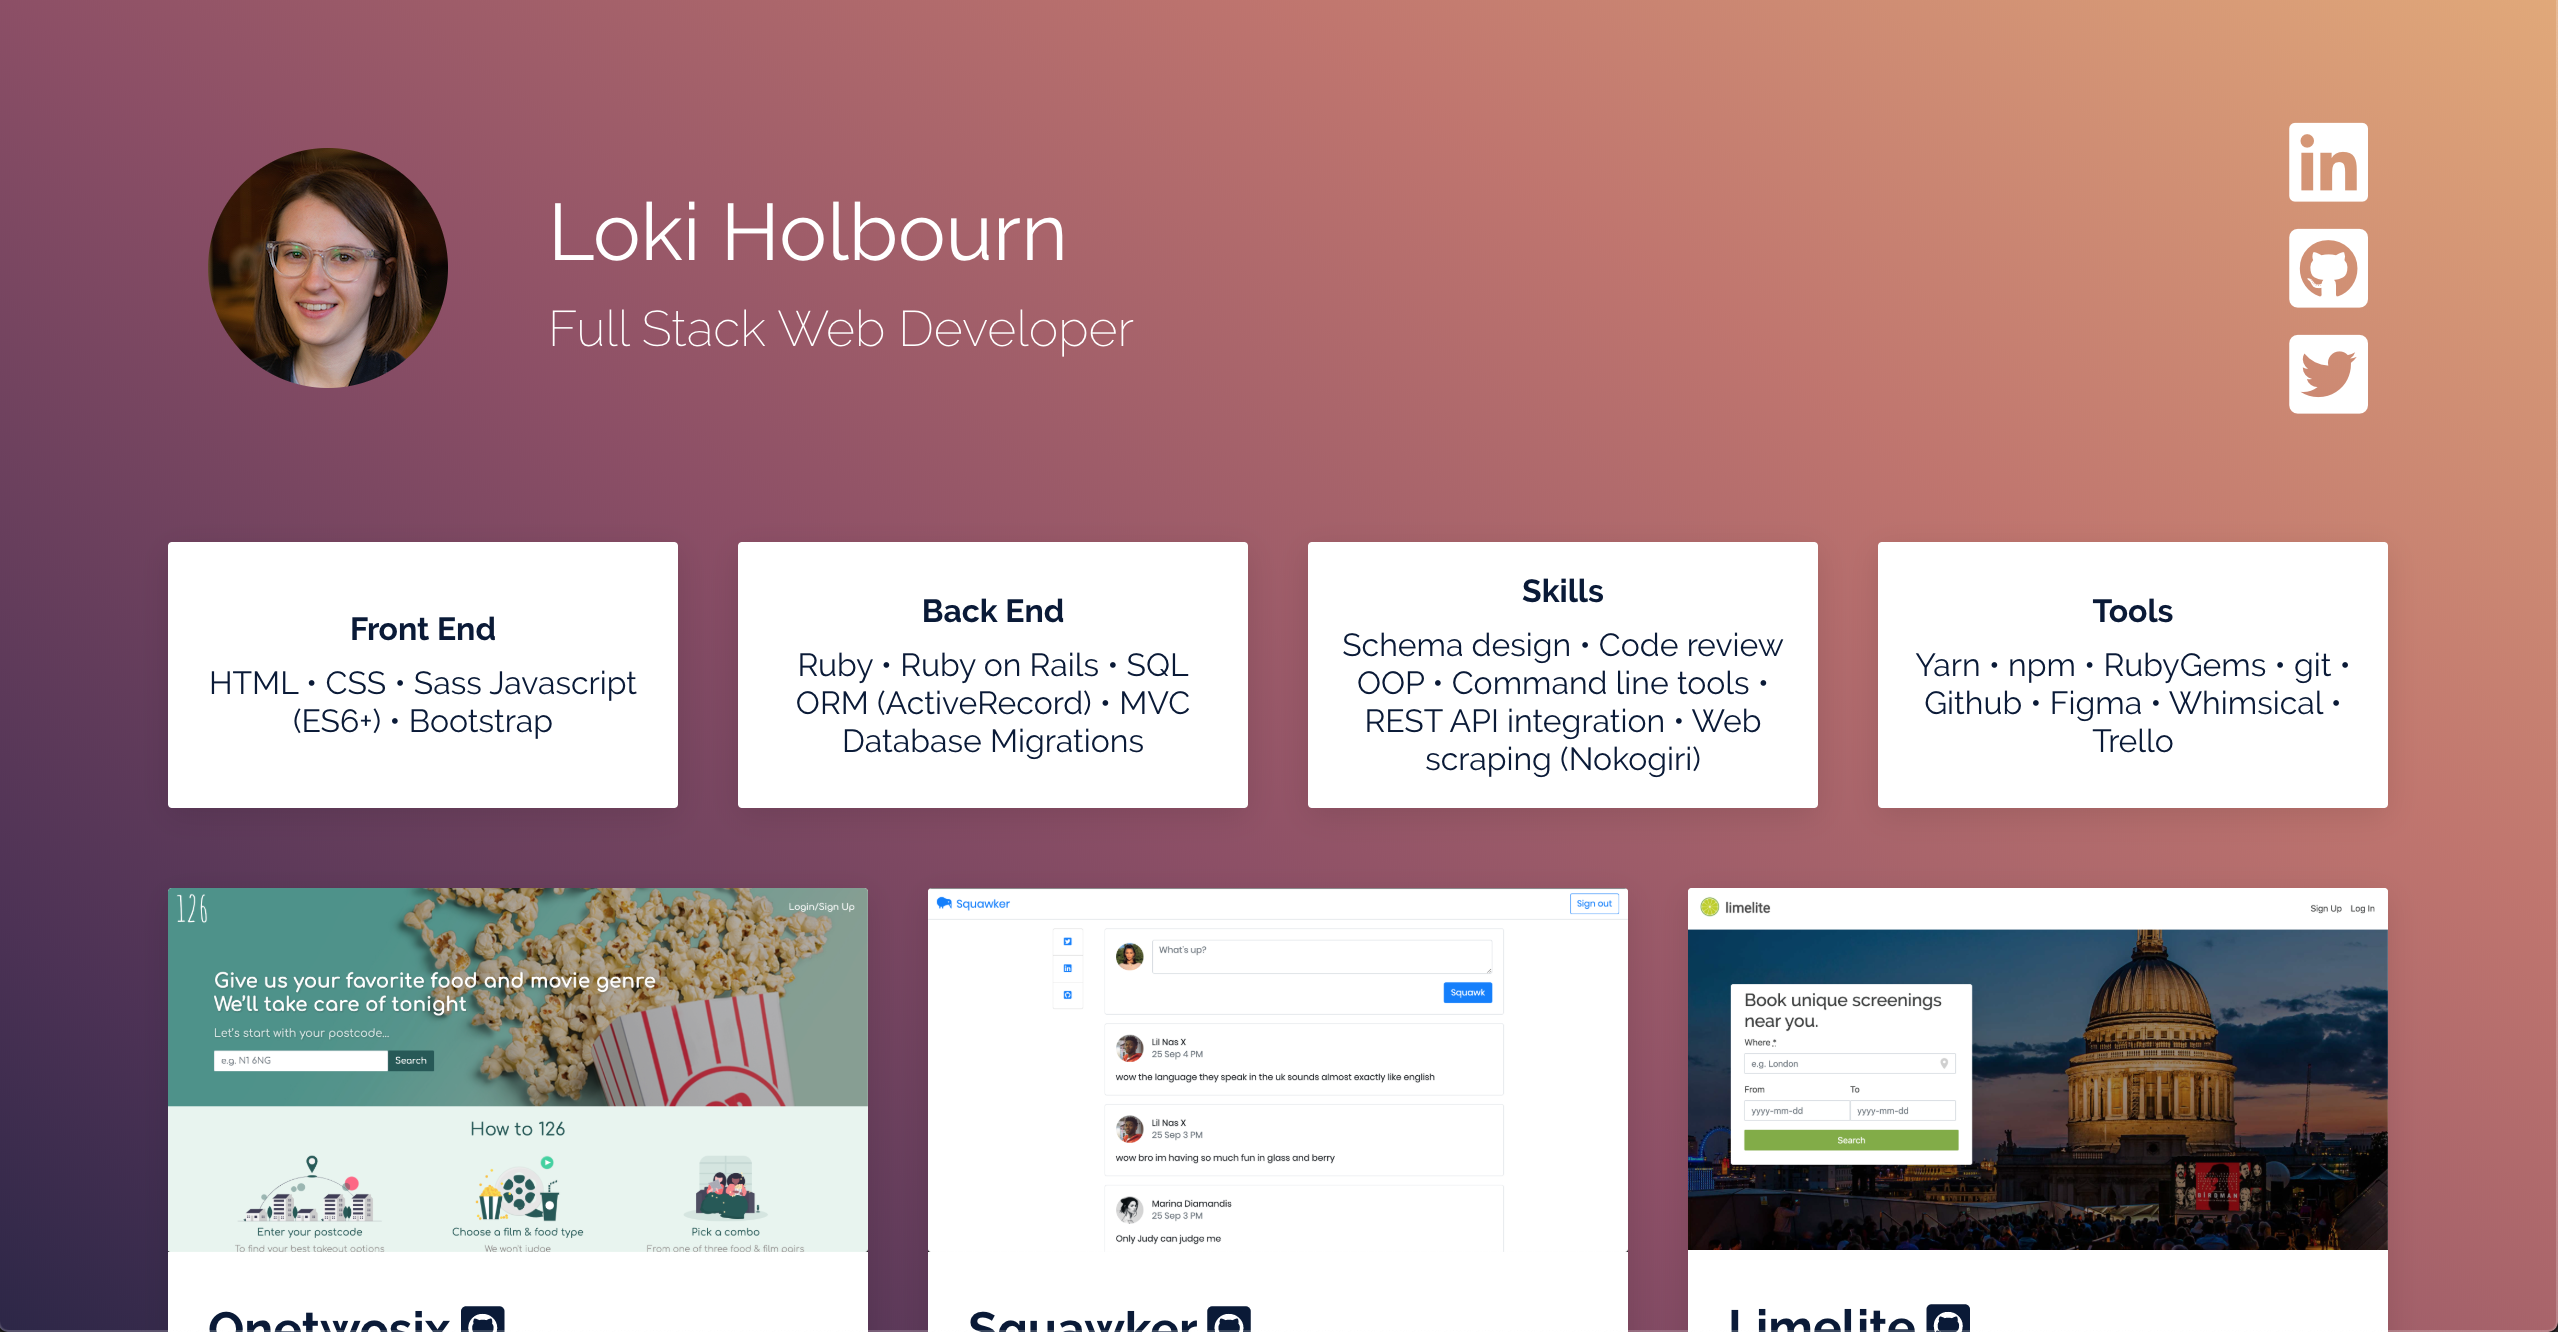 Loki Holbourn
Full Stack Web Developer
in
Front End
HTML • CSS • Sass Javascript
(ES6+) • Bootstrap
Back End
Ruby • Ruby on Rails • SQL
ORM (ActiveRecord) • MVC
Database Migrations
Skills
Schema design • Code review
OOP • Command line tools •
REST API integration • Web
scraping (Nokogiri)
Tools
Yarn • npm • RubyGems • git •
Github • Figma • Whimsical •
Trello
126
Login/Sign Up
Give us your favorite food and movie genre
We'll take care of tonight
Let's start with your postcode...
e.g. N1 6NG
Search
How to 126
Enter your postcode
To find your best takeout options
Choose a film & food type
We won't judge
Pick a combo
From one of three food & film pairs
Onetwosix
Squawker
Sign out
What's up?
Squawk
Lil Nas X
25 Sep 4 PM
wow the language they speak in the uk sounds almost exactly like english
Lil Nas X
25 Sep 3 PM
wow bro im having so much fun in glass and berry
Marina Diamandis
25 Sep 3 PM
Only Judy can judge me
Squawker
limelite
Sign Up Log In
Book unique screenings
near you.
Where *
e.g. London
From To
yyyy-mm-dd yyyy-mm-dd
Search
BIRDMAN
Limelite